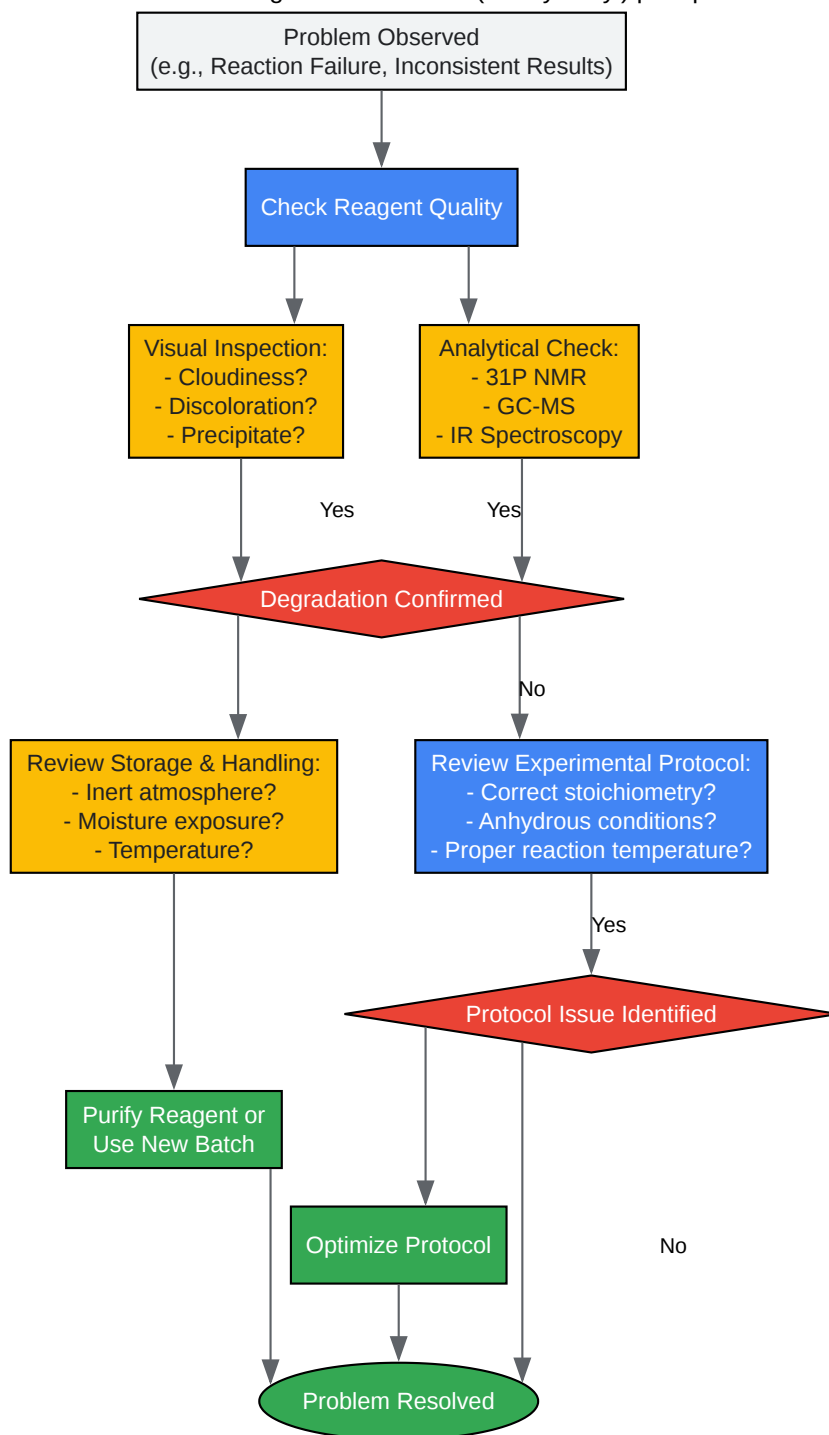 Problem Observed
(e.g., Reaction Failure, Inconsistent Results)
Check Reagent Quality
Visual Inspection:
- Cloudiness?
- Discoloration?
- Precipitate?
Analytical Check:
- 31P NMR
- GC-MS
- IR Spectroscopy
Yes
Yes
Degradation Confirmed
No
Review Storage & Handling:
- Inert atmosphere?
- Moisture exposure?
- Temperature?
Review Experimental Protocol:
- Correct stoichiometry?
- Anhydrous conditions?
- Proper reaction temperature?
Yes
Protocol Issue Identified
Purify Reagent or
Use New Batch
Optimize Protocol
No
Problem Resolved